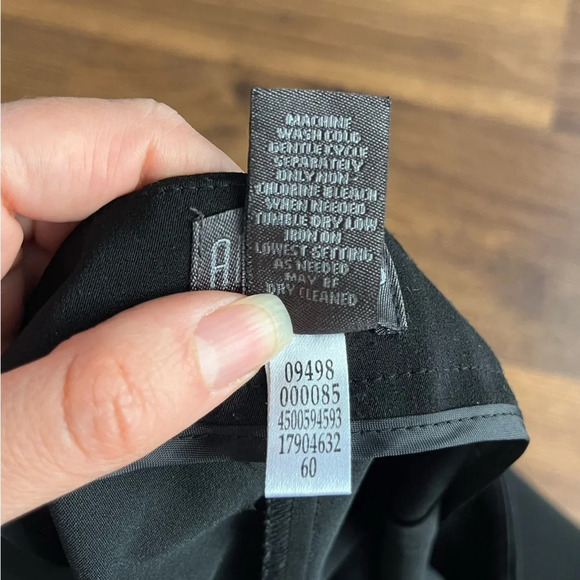 MACHINE
WASH COLD
GENTLE CYCLE
SEPARATELY
ONLY NON-
CHLORINE BLEACH
WHEN NEEDED
TUMBLE DRY LOW
IRON ON
LOWEST SETTING
AS NEEDED
MAY BE
DRY CLEANED
A
09498
000085
4500594593
17904632
60